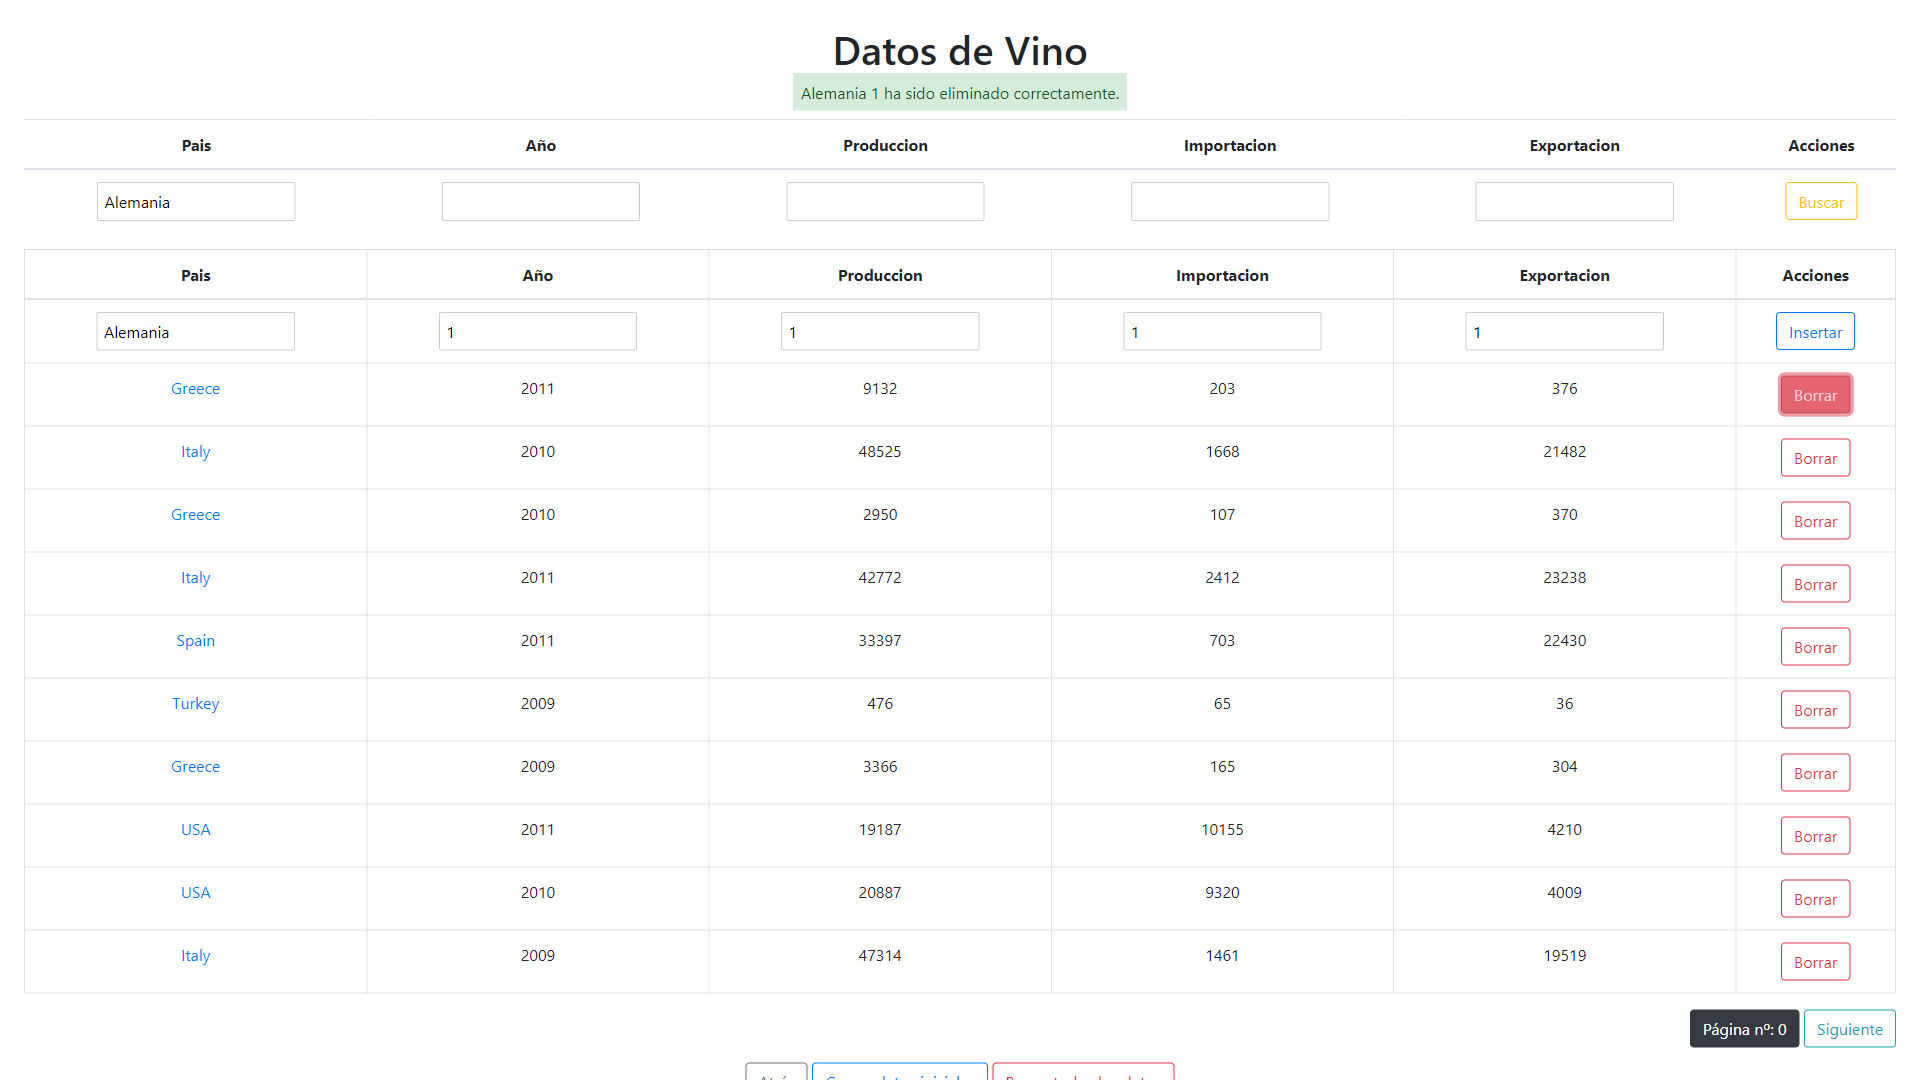 Datos de Vino
Alemania 1 ha sido eliminado correctamente.
Pais Año Produccion Importacion Exportacion Acciones
Alemania Buscar
Pais Año Produccion Importacion Exportacion Acciones
Alemania 1 1 1 1 Insertar
Greece 2011 9132 203 376 Borrar
Italy 2010 48525 1668 21482 Borrar
Greece 2010 2950 107 370 Borrar
Italy 2011 42772 2412 23238 Borrar
Spain 2011 33397 703 22430 Borrar
Turkey 2009 476 65 36 Borrar
Greece 2009 3366 165 304 Borrar
USA 2011 19187 10155 4210 Borrar
USA 2010 20887 9320 4009 Borrar
Italy 2009 47314 1461 19519 Borrar
Página nº: 0 Siguiente